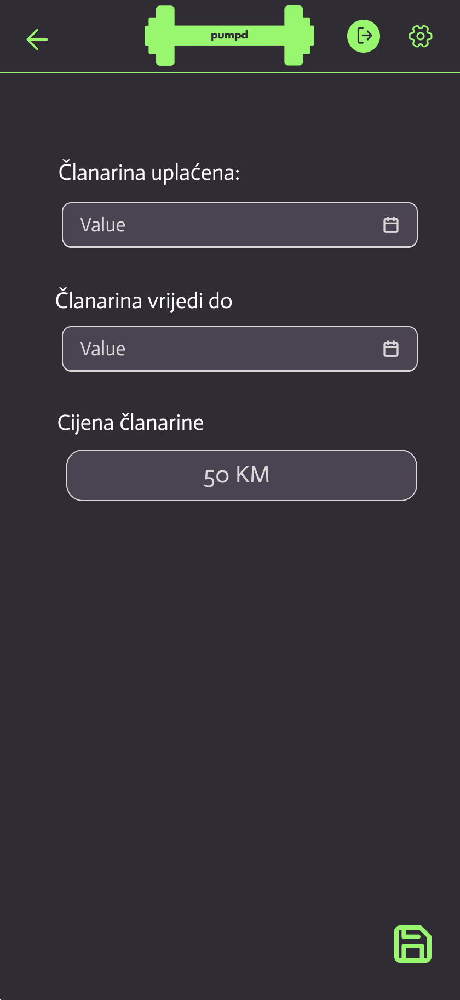 pumpd
Članarina uplaćena:
Value
Članarina vrijedi do
Value
Cijena članarine
50 KM